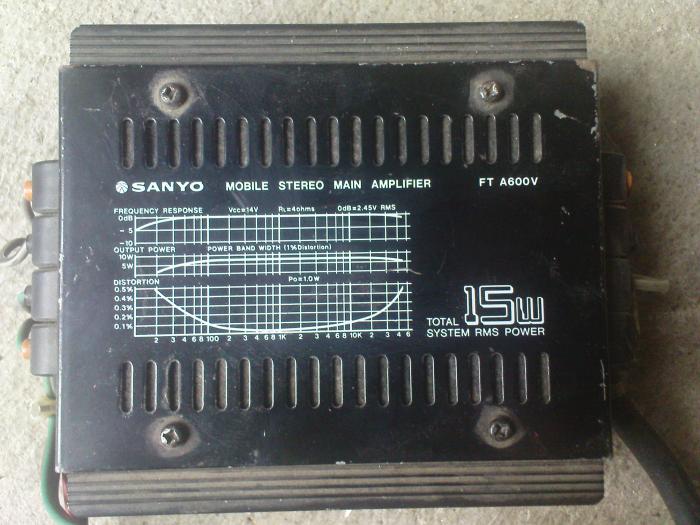 SANYO MOBILE STEREO MAIN AMPLIFIER FT A600V
FREQUENCY RESPONSE Vcc=14V RL=4ohms 0dB=2.45V RMS
0dB
- 5
-10
OUTPUT POWER POWER BAND WIDTH (1%Distortion)
10W
5W
DISTORTION Po=1.0W
0.5%
0.4%
0.3%
0.2%
0.1%
2 3 4 6 8 100 2 3 4 6 8 1K 2 3 4 6 8 10K 2 3 4 6
15W
TOTAL
SYSTEM RMS POWER